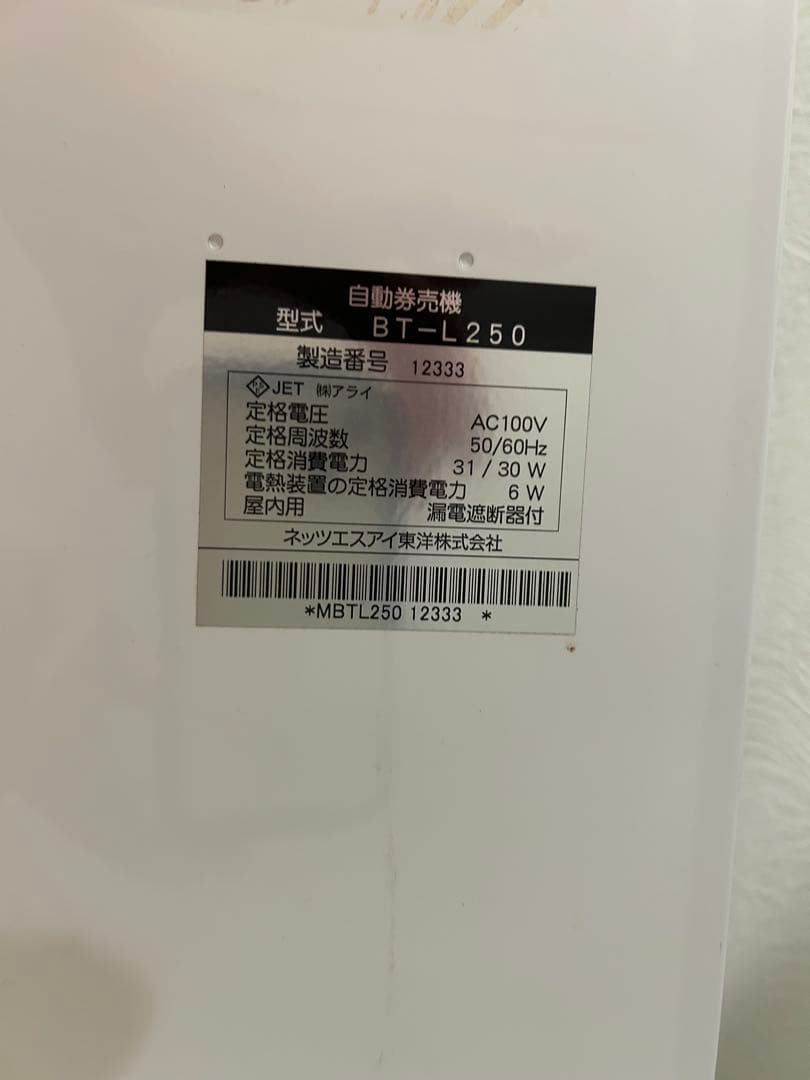 自動券売機
型式 BT-L250
製造番号 12333
JET ㈱アライ
定格電圧 AC100V
定格周波数 50/60Hz
定格消費電力 31/30W
電熱装置の定格消費電力 6W
屋内用 漏電遮断器付
ネッツエスアイ東洋株式会社
*MBTL250 12333 *